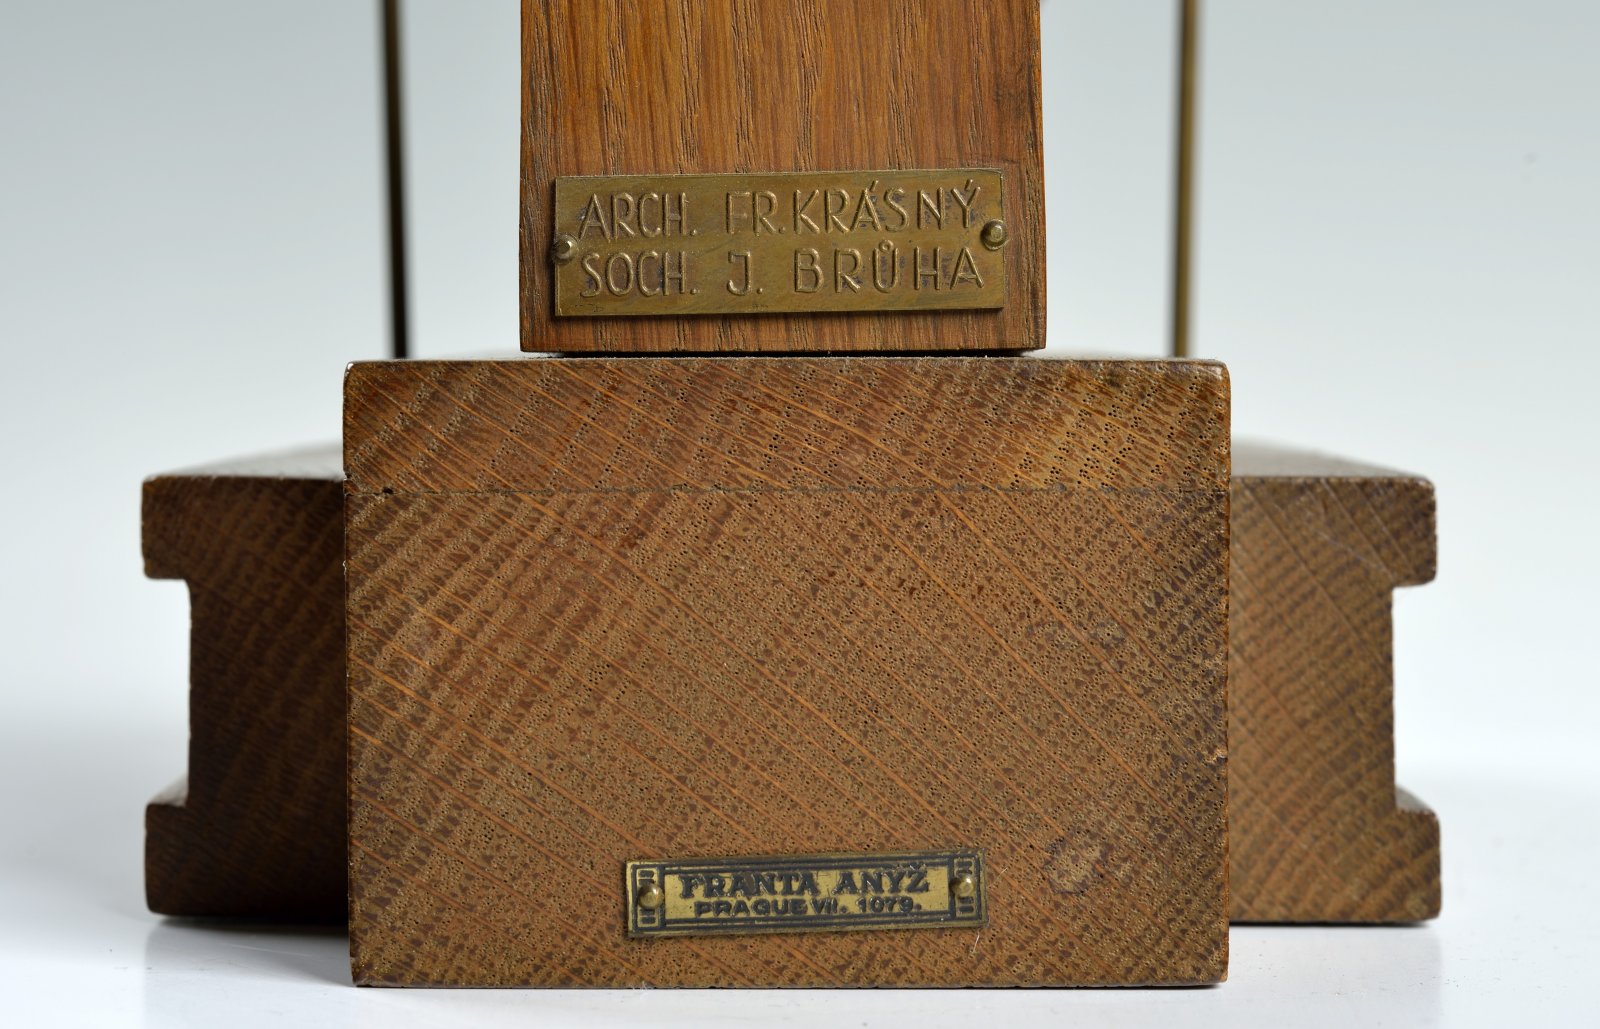 ARCH. FR. KRÁSNÝ
SOCH. J. BRŮHA
FRANTA ANÝŽ
PRAGUE VII. 1079.